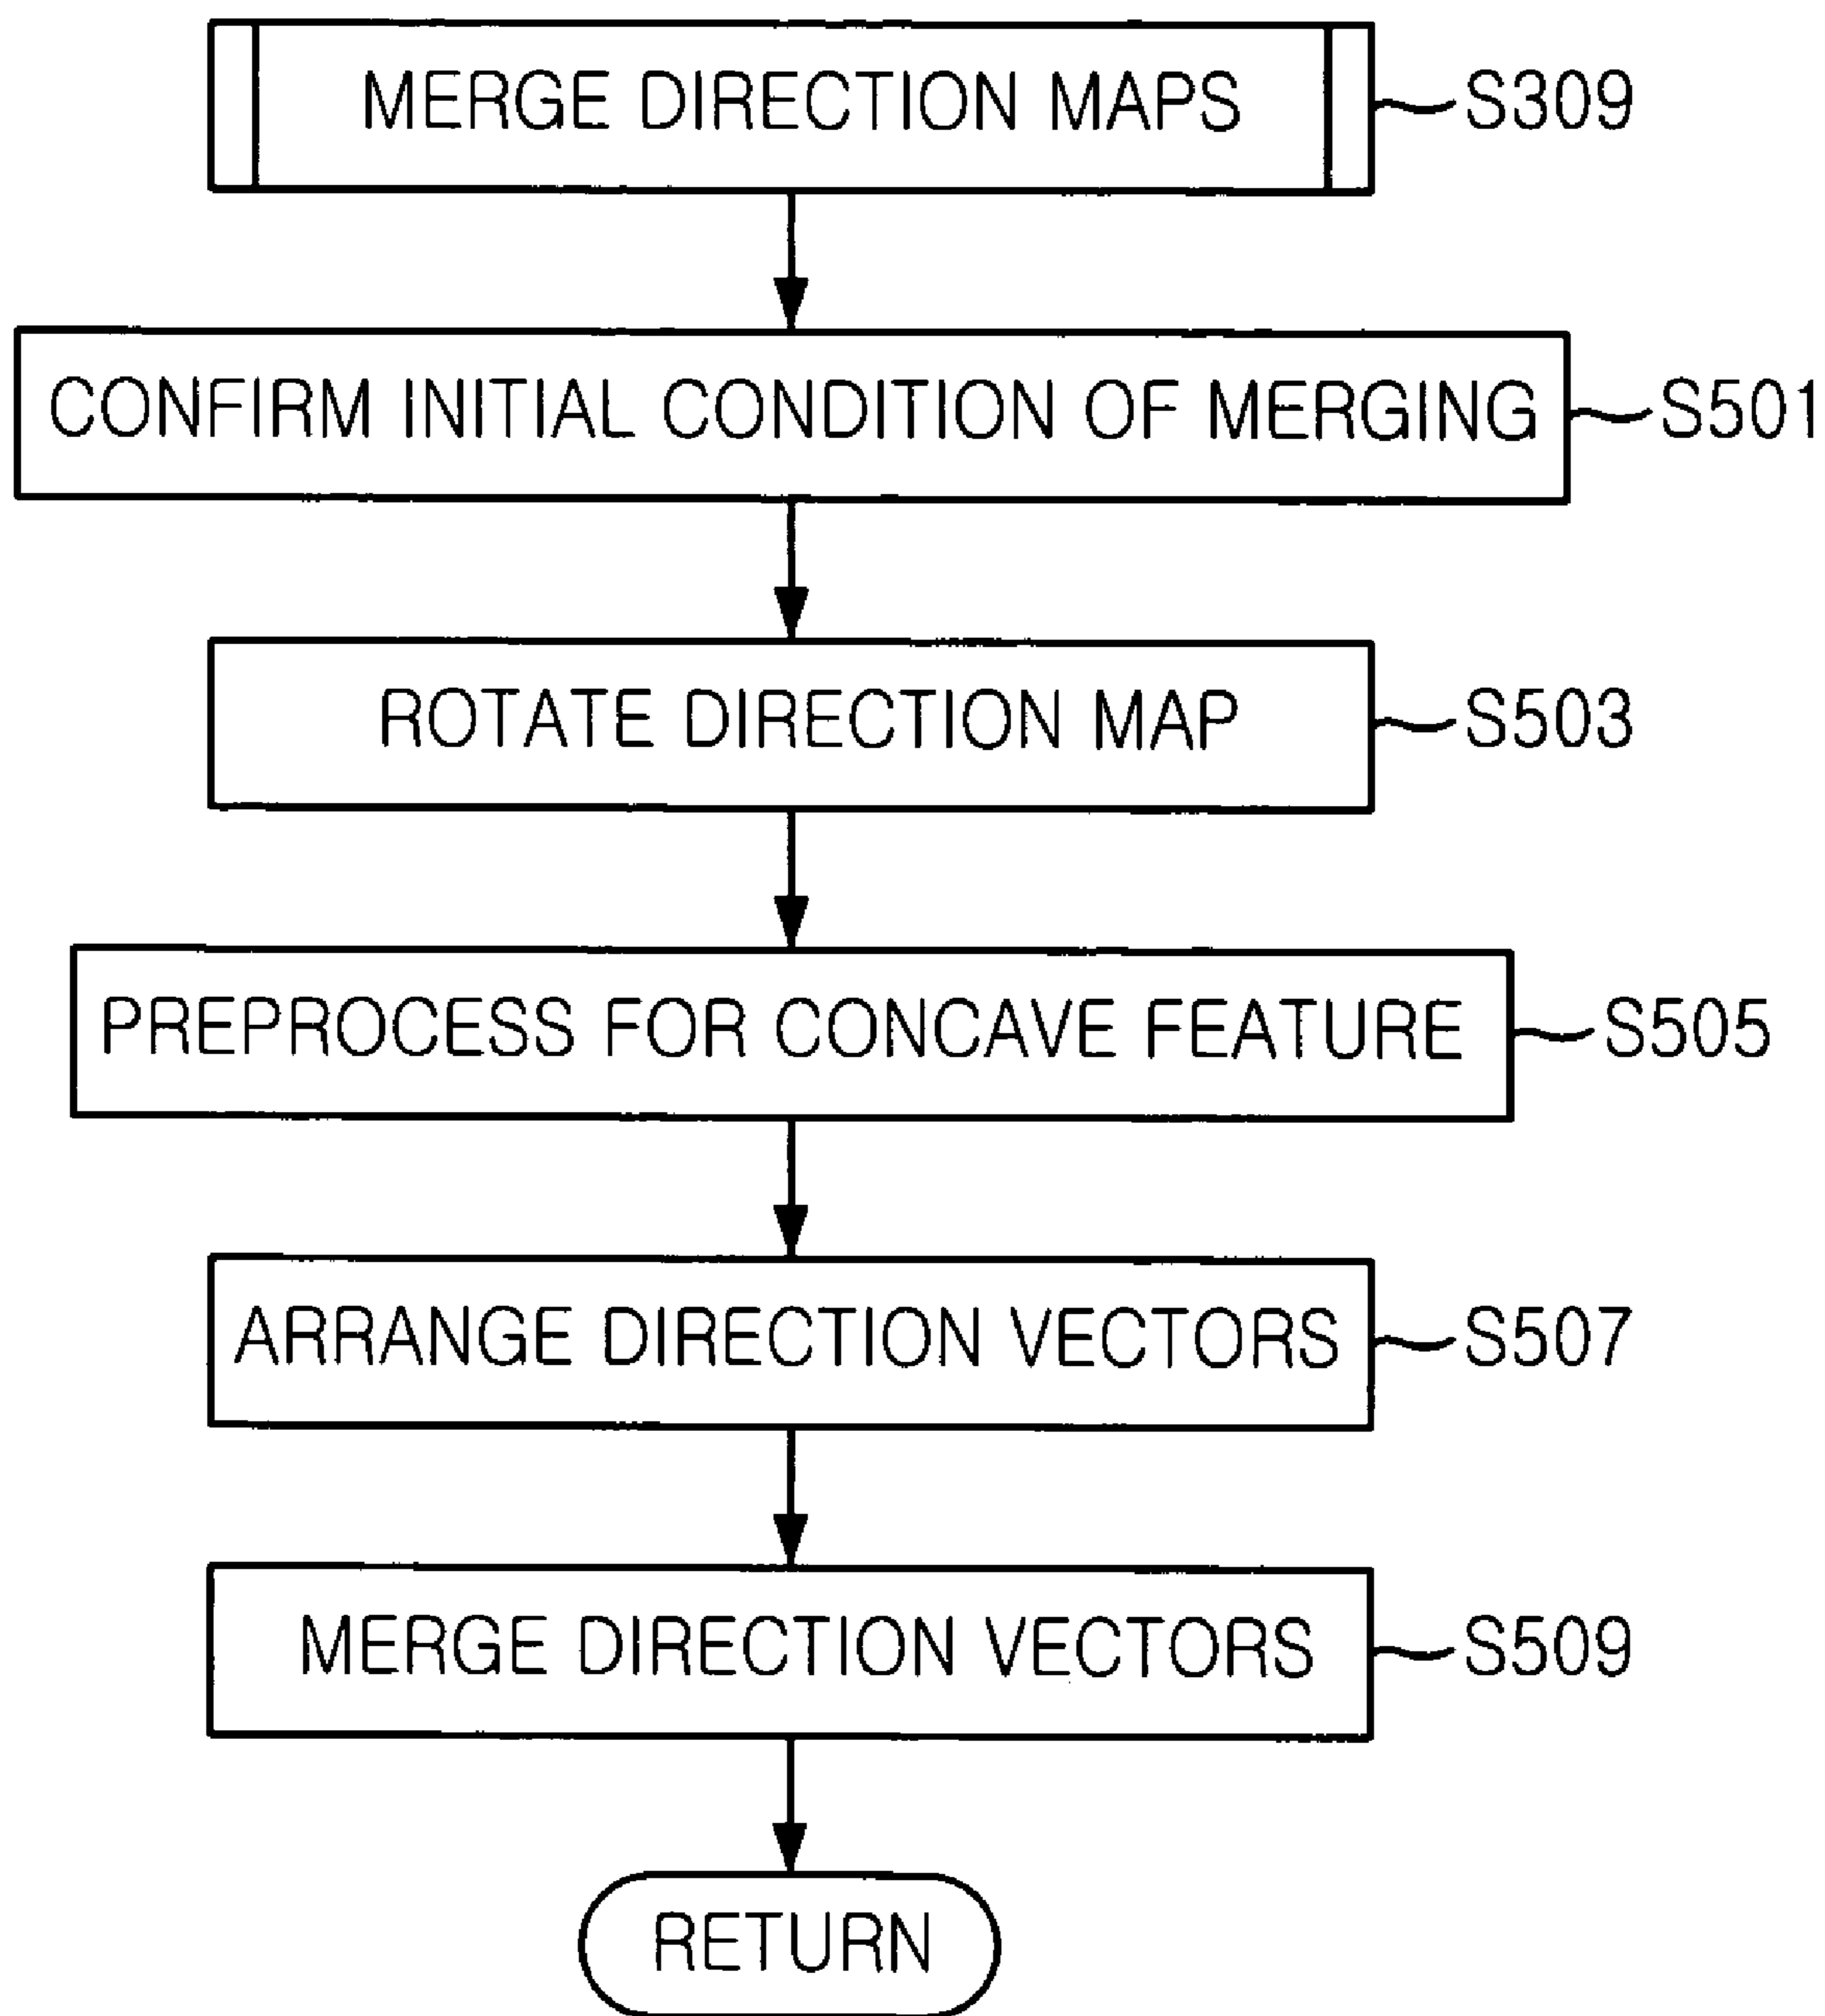 MERGE DIRECTION MAPS S309
CONFIRM INITIAL CONDITION OF MERGING S501
ROTATE DIRECTION MAP S503
PREPROCESS FOR CONCAVE FEATURE S505
ARRANGE DIRECTION VECTORS S507
MERGE DIRECTION VECTORS S509
RETURN